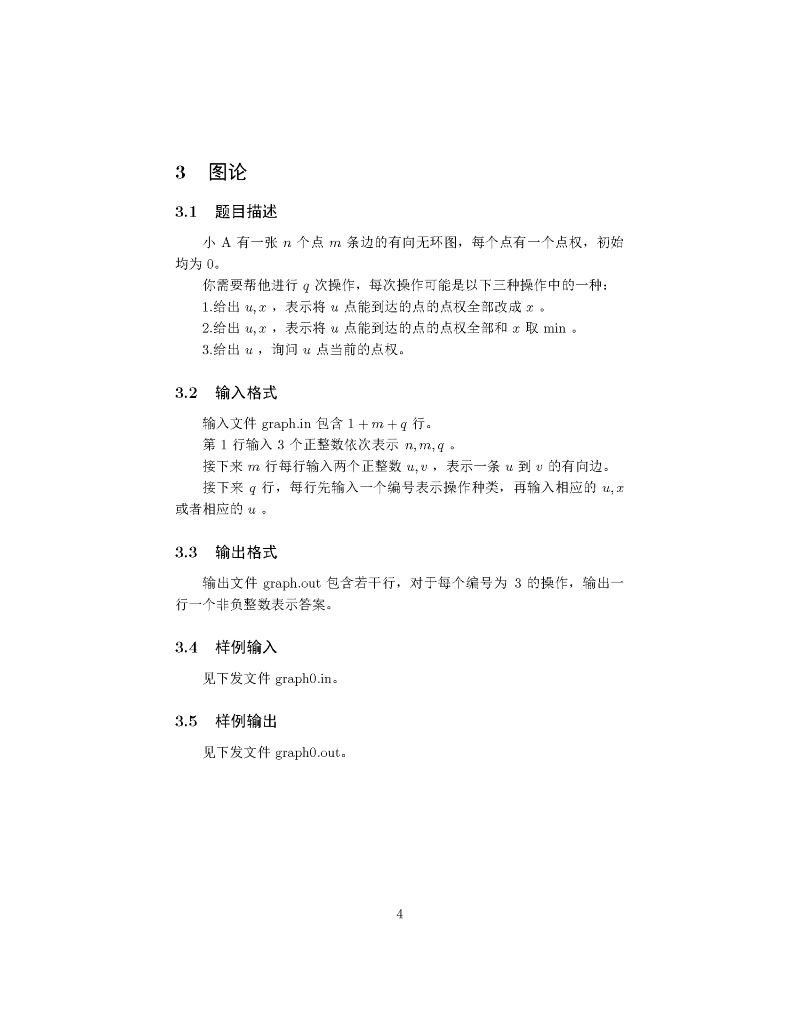 3 图论
3.1 题目描述
小 A 有一张 n 个点 m 条边的有向无环图，每个点有一个点权，初始
均为 0。
你需要帮他进行 q 次操作，每次操作可能是以下三种操作中的一种：
1.给出 u, x ，表示将 u 点能到达的点的点权全部改成 x 。
2.给出 u, x ，表示将 u 点能到达的点的点权全部和 x 取 min 。
3.给出 u ，询问 u 点当前的点权。
3.2 输入格式
输入文件 graph.in 包含 1 + m + q 行。
第 1 行输入 3 个正整数依次表示 n, m, q 。
接下来 m 行每行输入两个正整数 u, v ，表示一条 u 到 v 的有向边。
接下来 q 行，每行先输入一个编号表示操作种类，再输入相应的 u, x
或者相应的 u 。
3.3 输出格式
输出文件 graph.out 包含若干行，对于每个编号为 3 的操作，输出一
行一个非负整数表示答案。
3.4 样例输入
见下发文件 graph0.in。
3.5 样例输出
见下发文件 graph0.out。
4